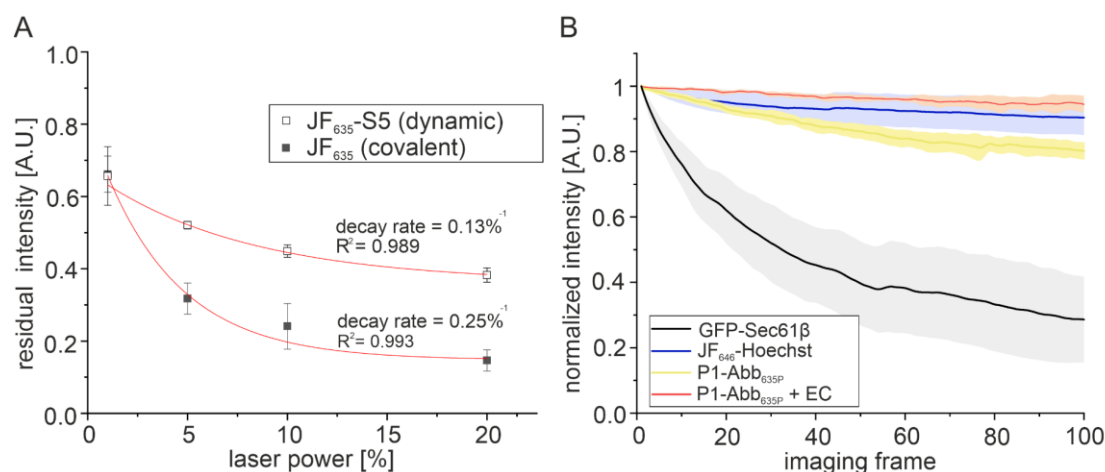 A
residual intensity [A.U.]
1.0
0.8
0.6
0.4
0.2
0.0
JF₆₃₅-S5 (dynamic)
JF₆₃₅ (covalent)
decay rate = 0.13%⁻¹
R²= 0.989
decay rate = 0.25%⁻¹
R²= 0.993
0
5
10
15
20
laser power [%]
B
normalized intensity [A.U.]
1
0.8
0.6
0.4
0.2
0.0
GFP-Sec61β
JF₆₄₆-Hoechst
P1-Abb₆₃₅ₚ
P1-Abb₆₃₅ₚ + EC
0
20
40
60
80
100
imaging frame